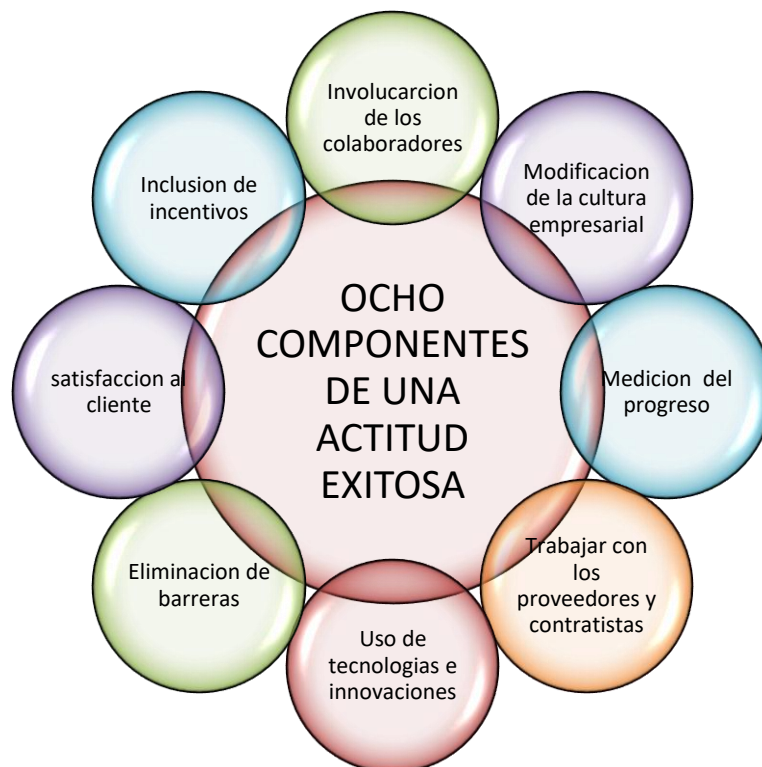 Involucarcion
de los
colaboradores
Modificacion
de la cultura
empresarial
Medicion del
progreso
Trabajar con
los
proveedores y
contratistas
Uso de
tecnologias e
innovaciones
Eliminacion de
barreras
satisfaccion al
cliente
Inclusion de
incentivos
OCHO
COMPONENTES
DE UNA
ACTITUD
EXITOSA